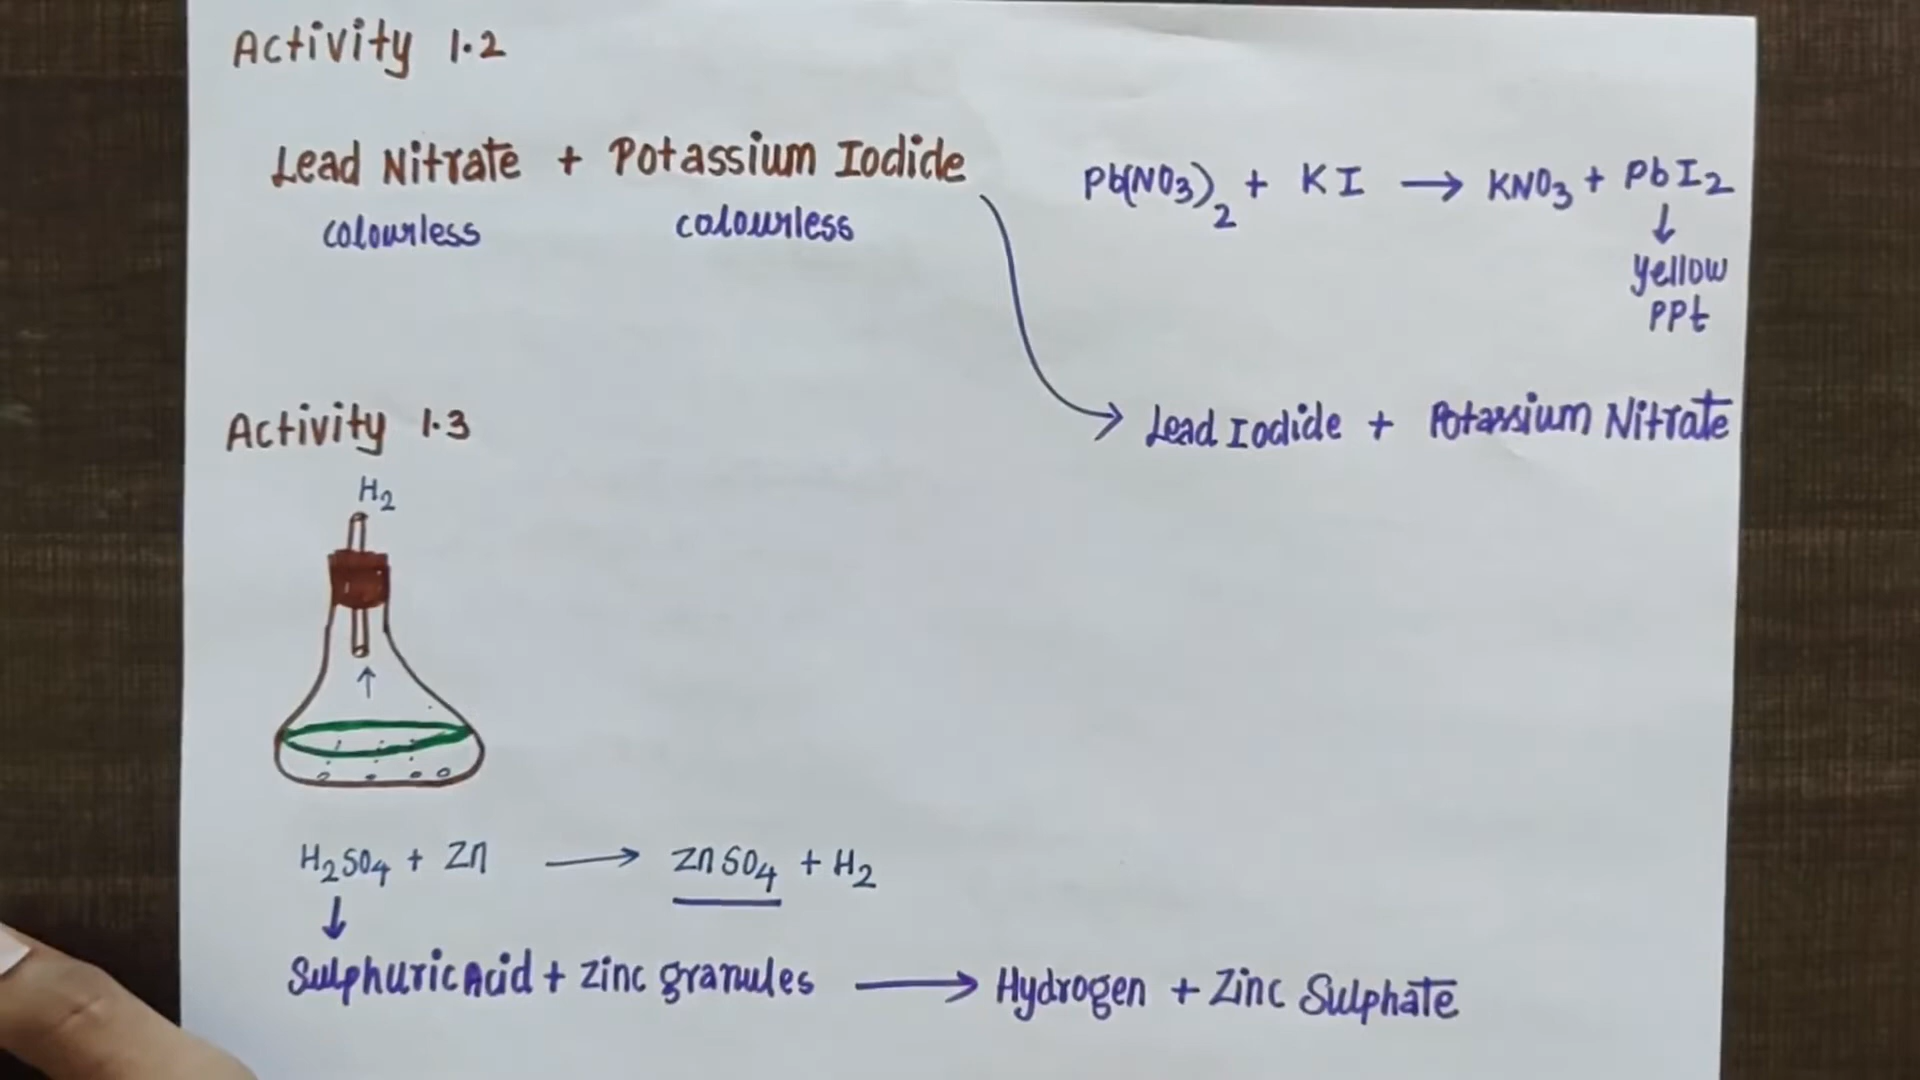 Activity 1.2
Lead Nitrate + Potassium Iodide
colourless colourless
Pb(NO3)2 + KI → KNO3 + PbI2
↓
yellow
PPt
→ Lead Iodide + Potassium Nitrate
Activity 1.3
H2
↑
H2SO4 + Zn → ZnSO4 + H2
↓
Sulphuric Acid + Zinc granules → Hydrogen + Zinc Sulphate